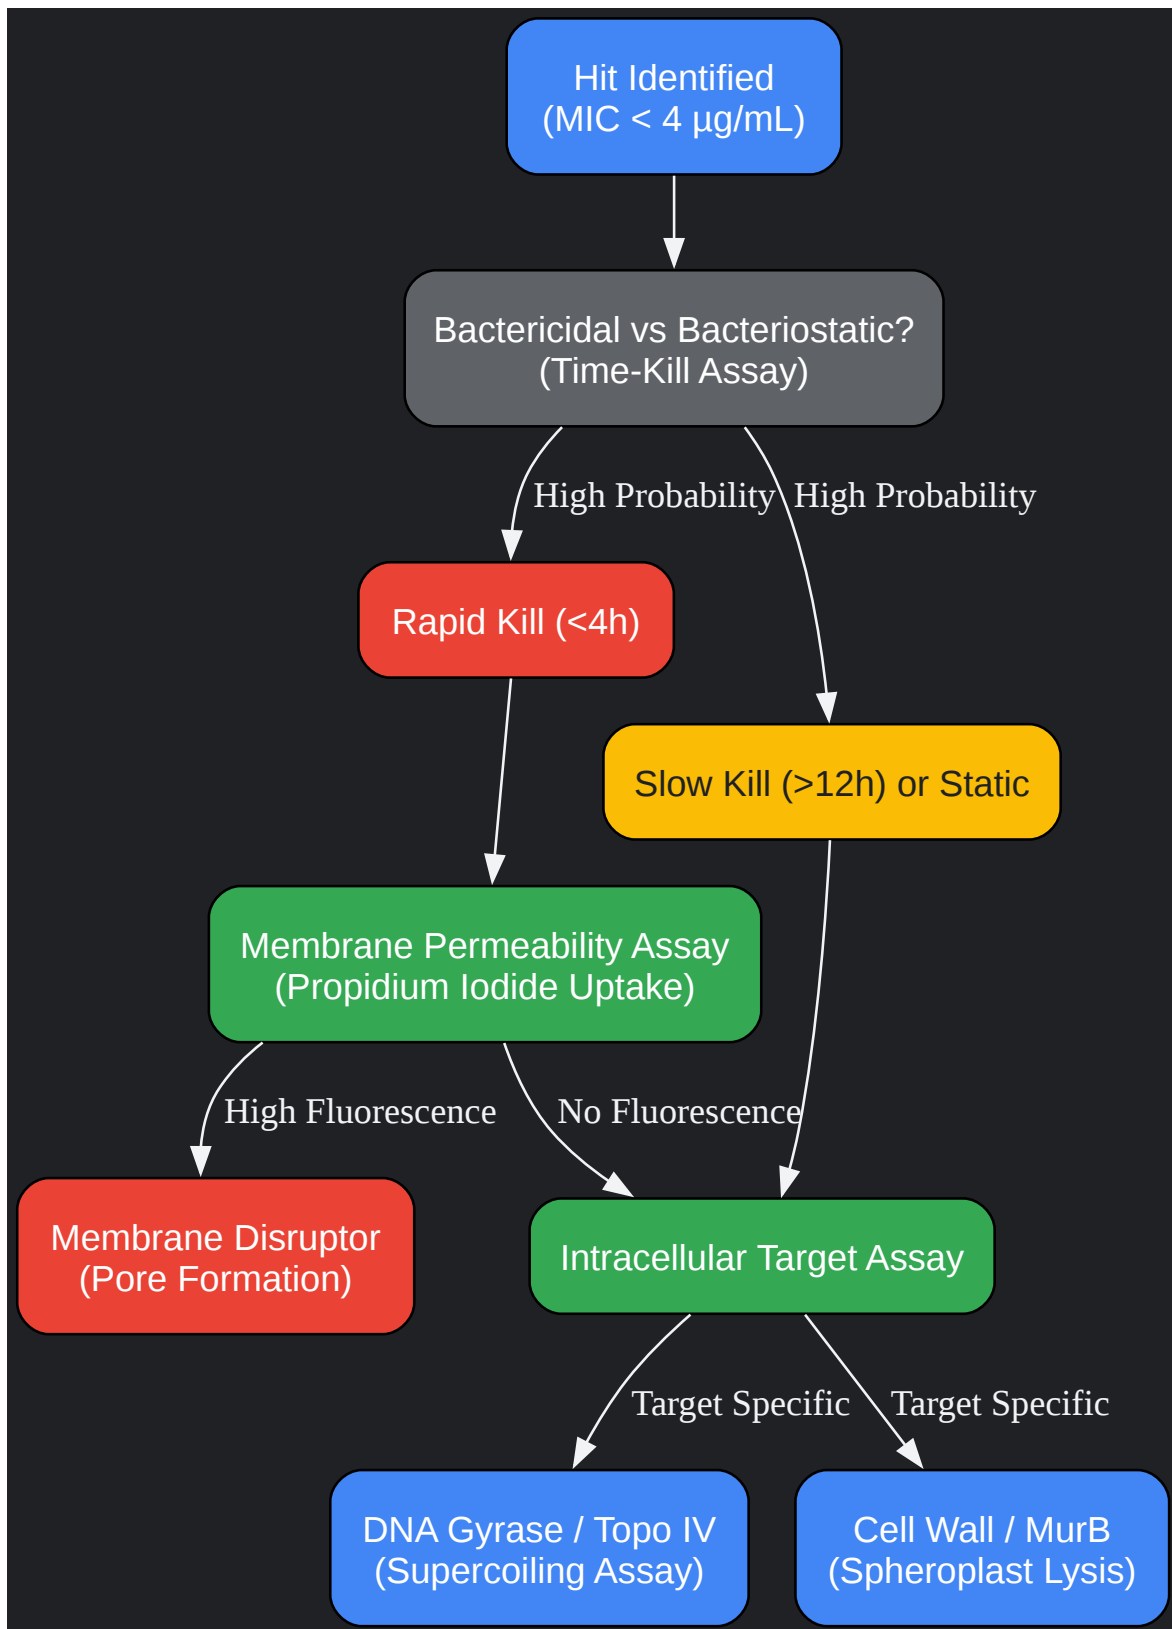 Hit Identified
(MIC < 4 µg/mL)
Bactericidal vs Bacteriostatic?
(Time-Kill Assay)
High Probability
High Probability
Rapid Kill (<4h)
Slow Kill (>12h) or Static
Membrane Permeability Assay
(Propidium Iodide Uptake)
High Fluorescence
No Fluorescence
Membrane Disruptor
(Pore Formation)
Intracellular Target Assay
Target Specific
Target Specific
DNA Gyrase / Topo IV
(Supercoiling Assay)
Cell Wall / MurB
(Spheroplast Lysis)